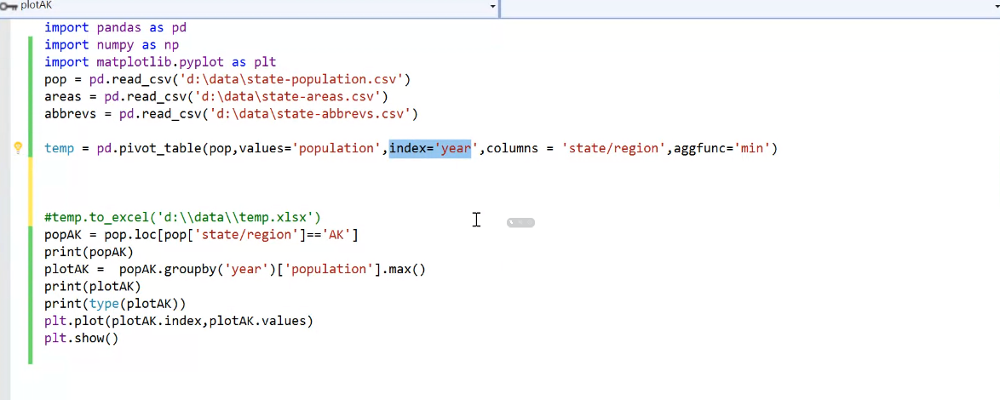 plotAK
import pandas as pd
import numpy as np
import matplotlib.pyplot as plt
pop = pd.read_csv('d:\data\state-population.csv')
areas = pd.read_csv('d:\data\state-areas.csv')
abbrevs = pd.read_csv('d:\data\state-abbrevs.csv')
temp = pd.pivot_table(pop,values='population',index='year',columns = 'state/region',aggfunc='min')
#temp.to_excel('d:\\data\\temp.xlsx')
popAK = pop.loc[pop['state/region']=='AK']
print(popAK)
plotAK =  popAK.groupby('year')['population'].max()
print(plotAK)
print(type(plotAK))
plt.plot(plotAK.index,plotAK.values)
plt.show()